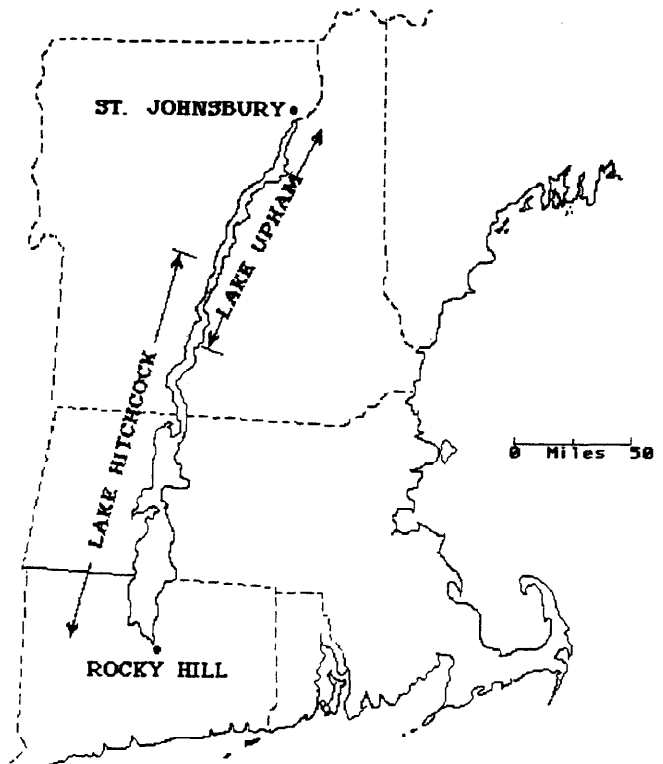 ST. JOHNSBURY
LAKE UPHAM
LAKE HITCHCOCK
0 Miles 50
ROCKY HILL